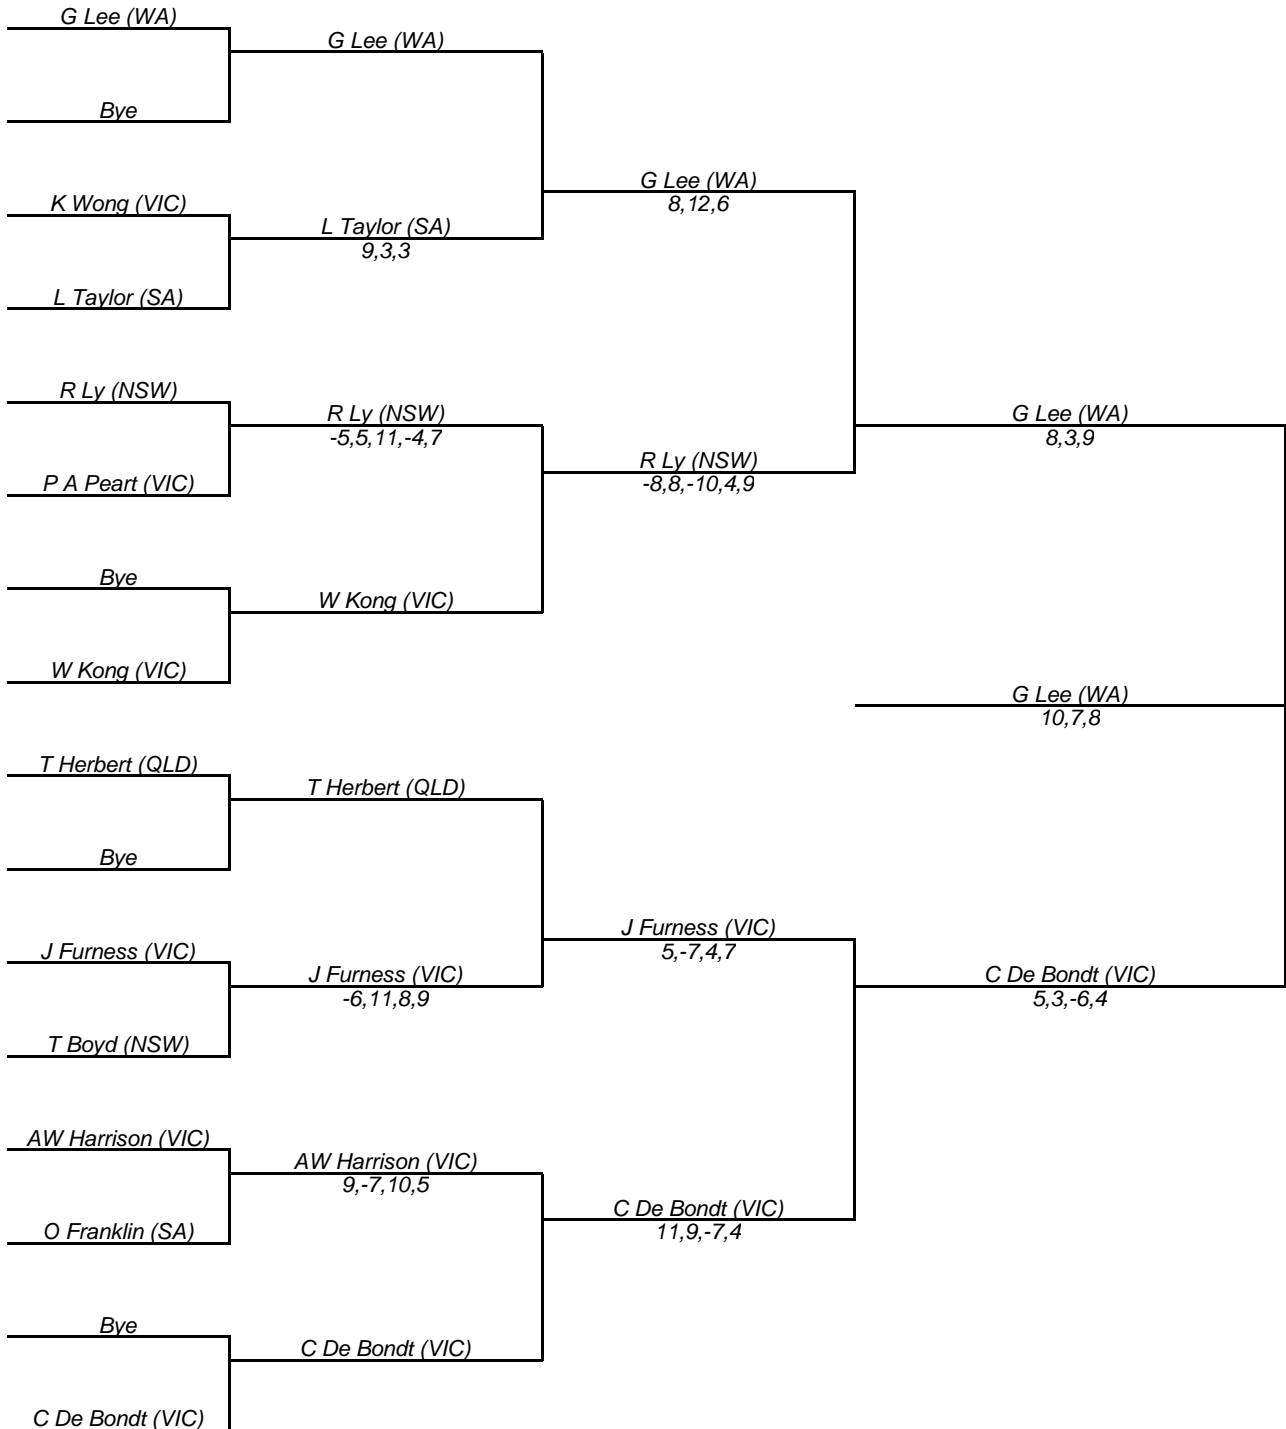 G Lee (WA)
G Lee (WA)
Bye
G Lee (WA)
8,12,6
K Wong (VIC)
L Taylor (SA)
9,3,3
L Taylor (SA)
R Ly (NSW)
R Ly (NSW)
-5,5,11,-4,7
G Lee (WA)
8,3,9
R Ly (NSW)
-8,8,-10,4,9
P A Peart (VIC)
Bye
W Kong (VIC)
W Kong (VIC)
G Lee (WA)
10,7,8
T Herbert (QLD)
T Herbert (QLD)
Bye
J Furness (VIC)
5,-7,4,7
J Furness (VIC)
J Furness (VIC)
-6,11,8,9
C De Bondt (VIC)
5,3,-6,4
T Boyd (NSW)
AW Harrison (VIC)
AW Harrison (VIC)
9,-7,10,5
C De Bondt (VIC)
11,9,-7,4
O Franklin (SA)
Bye
C De Bondt (VIC)
C De Bondt (VIC)